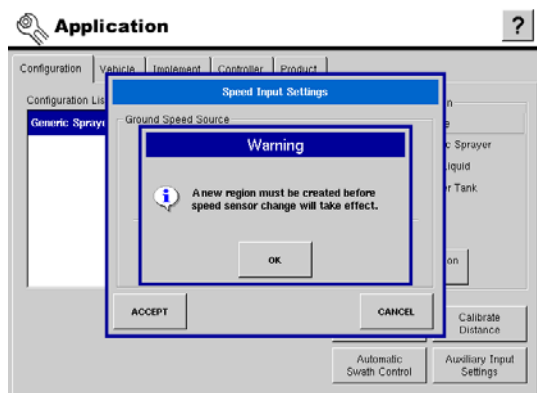 Application
?
Configuration
Vehicle
Implement
Controller
Product
Configuration Lis
Generic Spraye
Speed Input Settings
Ground Speed Source
Warning
A new region must be created before
speed sensor change will take effect.
OK
ACCEPT
CANCEL
n
e
c Sprayer
iquid
r Tank
on
Calibrate
Distance
Automatic
Swath Control
Auxiliary Input
Settings